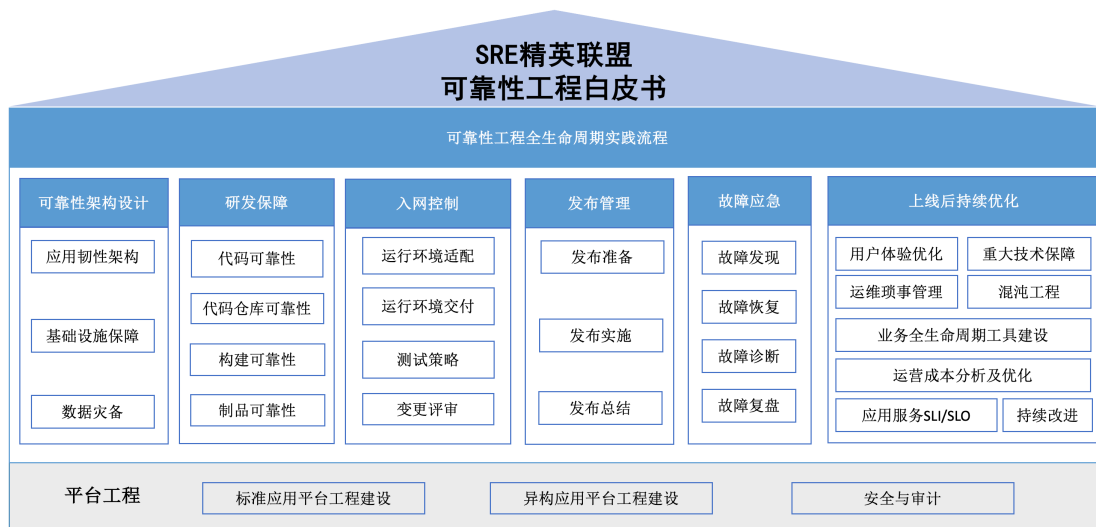 SRE精英联盟
可靠性工程白皮书
可靠性工程全生命周期实践流程
可靠性架构设计
应用韧性架构
基础设施保障
数据灾备
研发保障
代码可靠性
代码仓库可靠性
构建可靠性
制品可靠性
入网控制
运行环境适配
运行环境交付
测试策略
变更评审
发布管理
发布准备
发布实施
发布总结
故障应急
故障发现
故障恢复
故障诊断
故障复盘
上线后持续优化
用户体验优化
重大技术保障
运维琐事管理
混沌工程
业务全生命周期工具建设
运营成本分析及优化
应用服务SLI/SLO
持续改进
平台工程
标准应用平台工程建设
异构应用平台工程建设
安全与审计